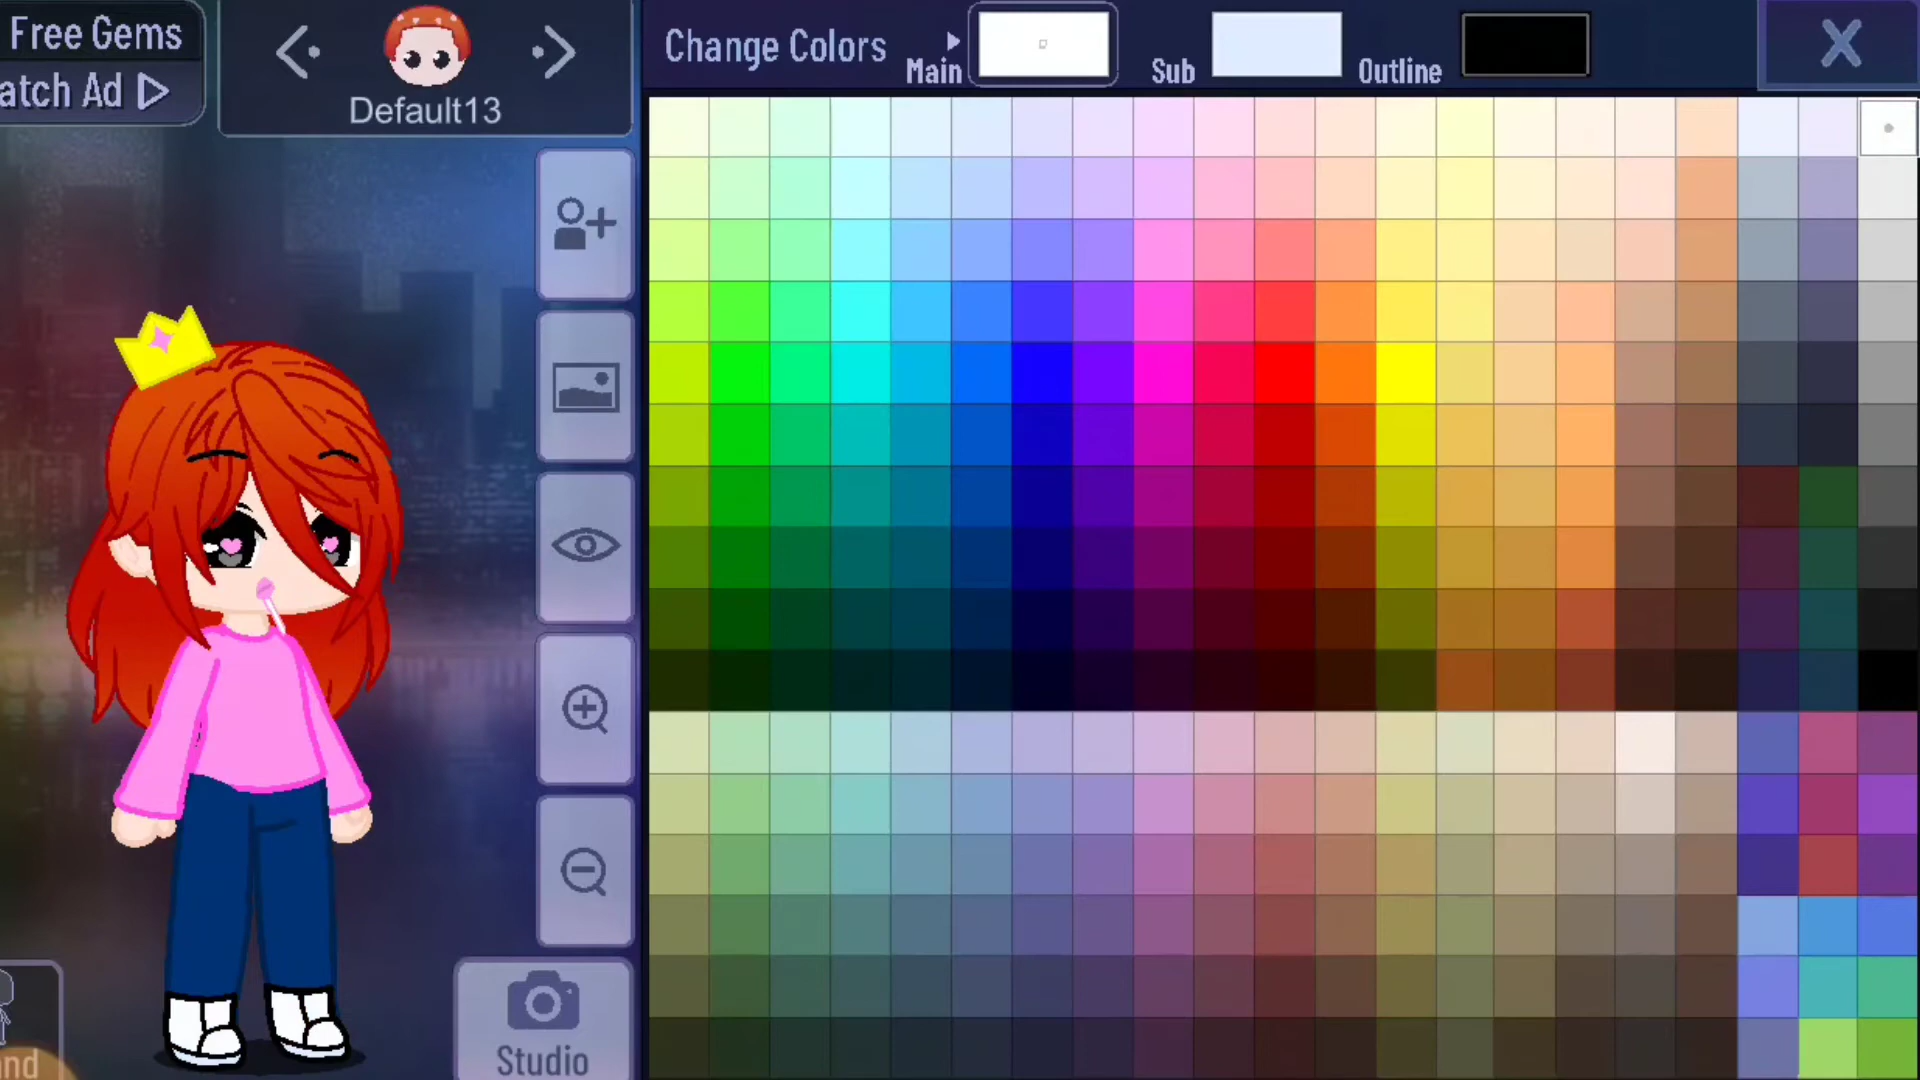 Free Gems
atch Ad
Default13
Change Colors
Main
Sub
Outline
X
Studio
nd